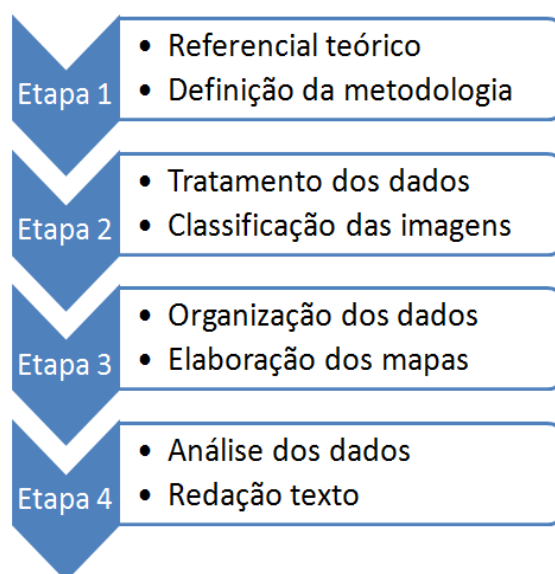 Etapa 1
• Referencial teórico
• Definição da metodologia
Etapa 2
• Tratamento dos dados
• Classificação das imagens
Etapa 3
• Organização dos dados
• Elaboração dos mapas
Etapa 4
• Análise dos dados
• Redação texto